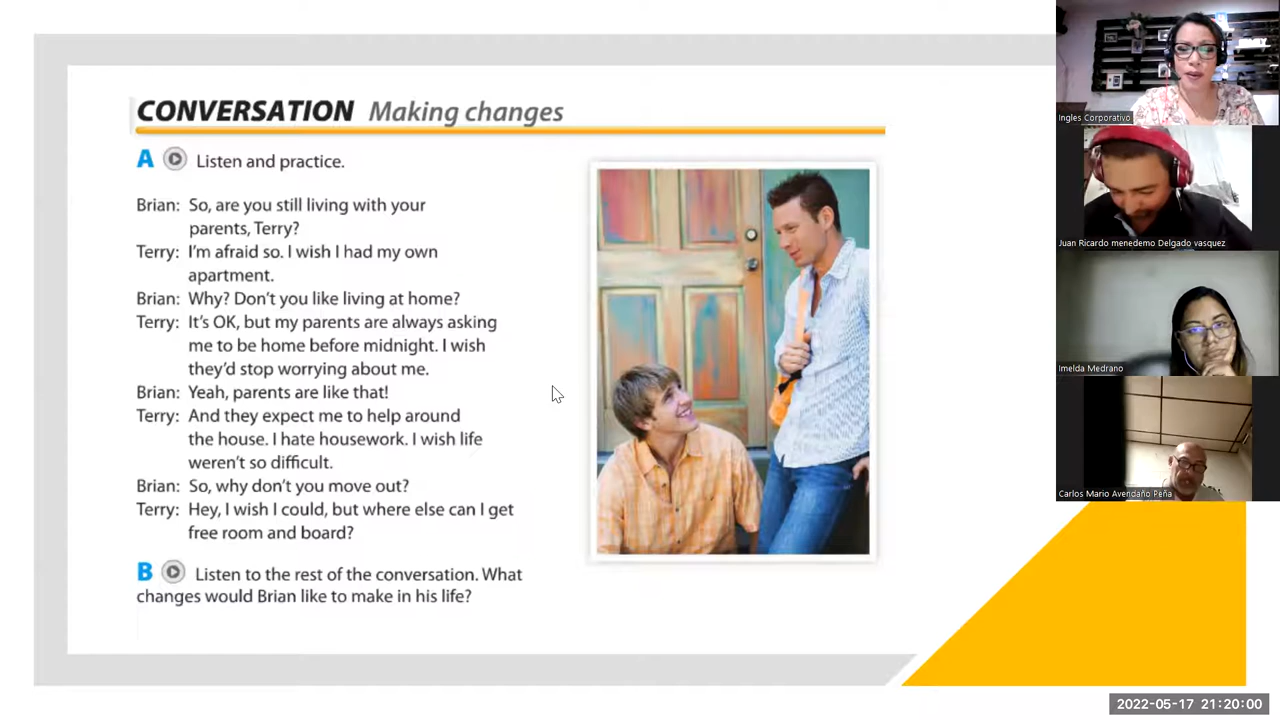 CONVERSATION Making changes
A Listen and practice.
Brian: So, are you still living with your
parents, Terry?
Terry: I'm afraid so. I wish I had my own
apartment.
Brian: Why? Don't you like living at home?
Terry: It's OK, but my parents are always asking
me to be home before midnight. I wish
they'd stop worrying about me.
Brian: Yeah, parents are like that!
Terry: And they expect me to help around
the house. I hate housework. I wish life
weren't so difficult.
Brian: So, why don't you move out?
Terry: Hey, I wish I could, but where else can I get
free room and board?
B Listen to the rest of the conversation. What
changes would Brian like to make in his life?
Ingles Corporativo
Juan Ricardo menedemo Delgado vasquez
Imelda Medrano
Carlos Mario Avendaño Peña
2022-05-17 21:20:00